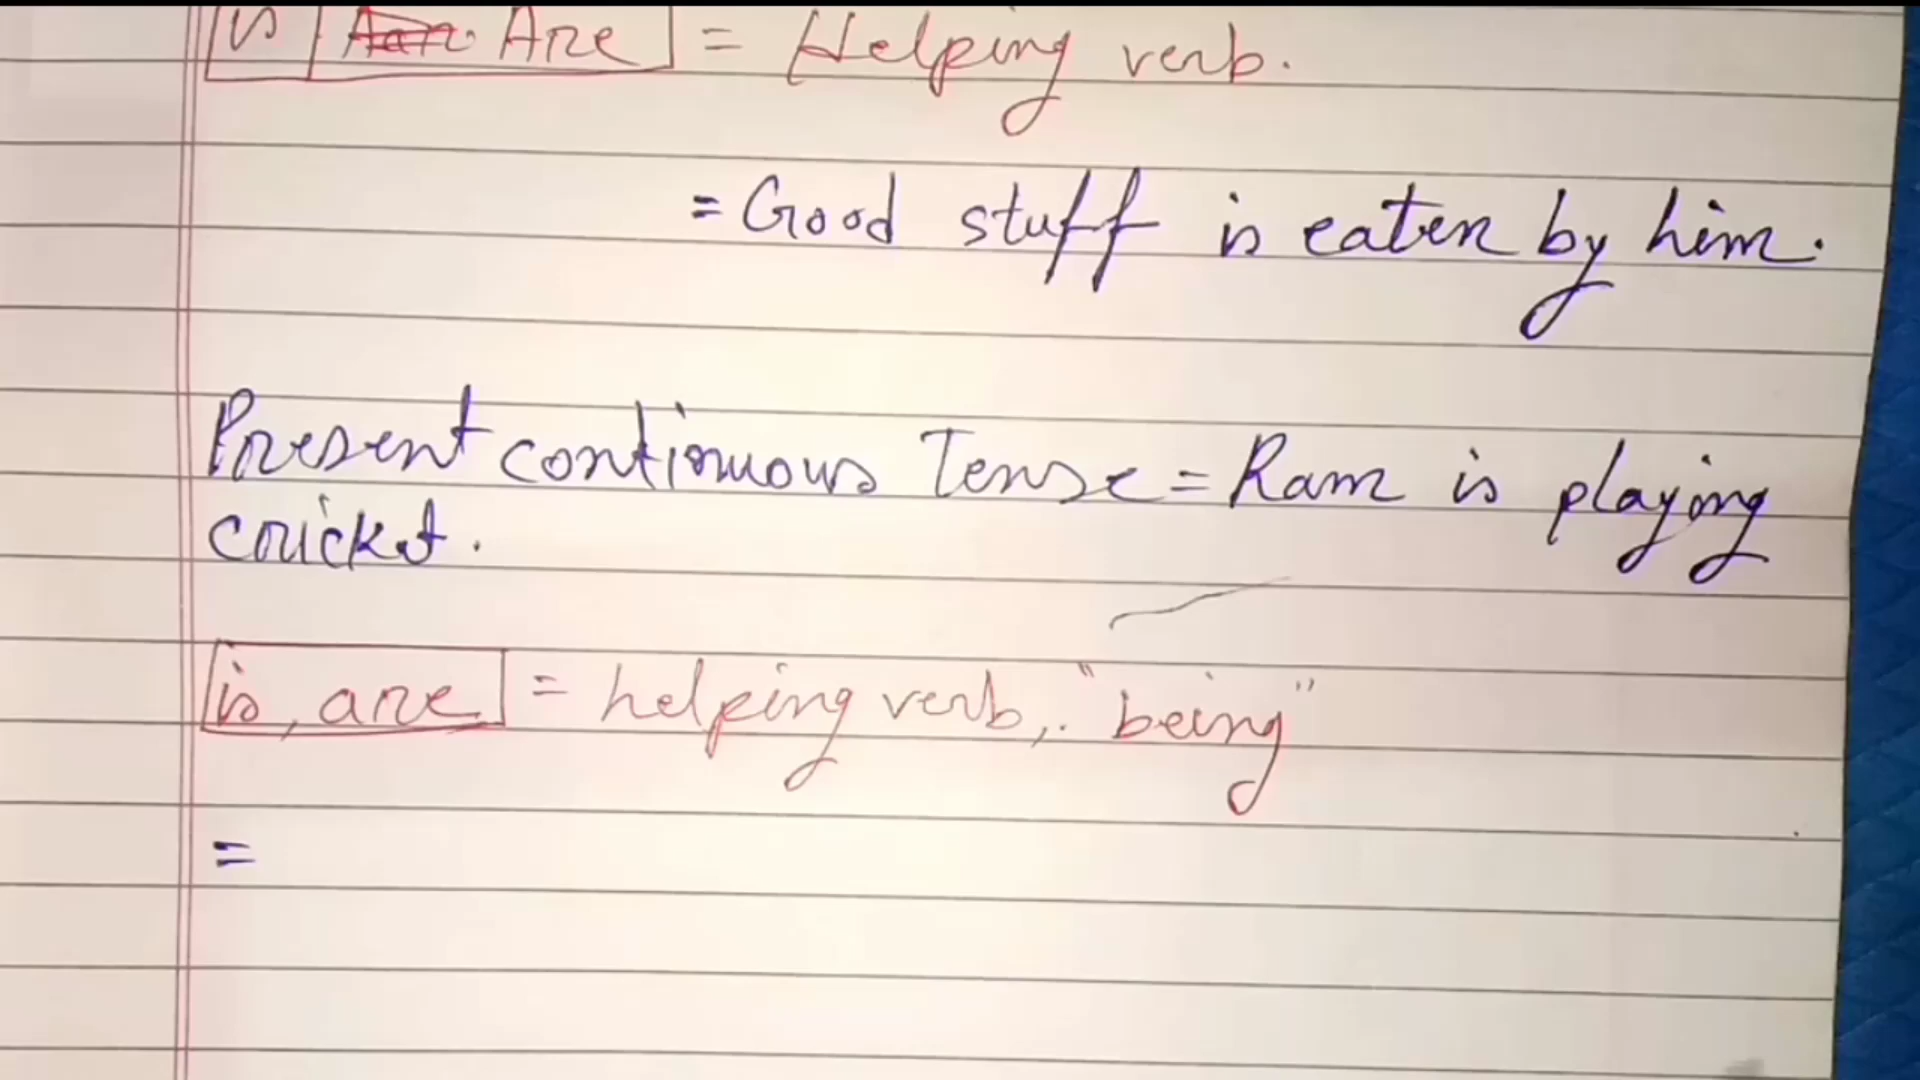 is Are = Helping verb.
= Good stuff is eaten by him.
Present continuous Tense = Ram is playing
cricket.
is, are = helping verb, "being"
=